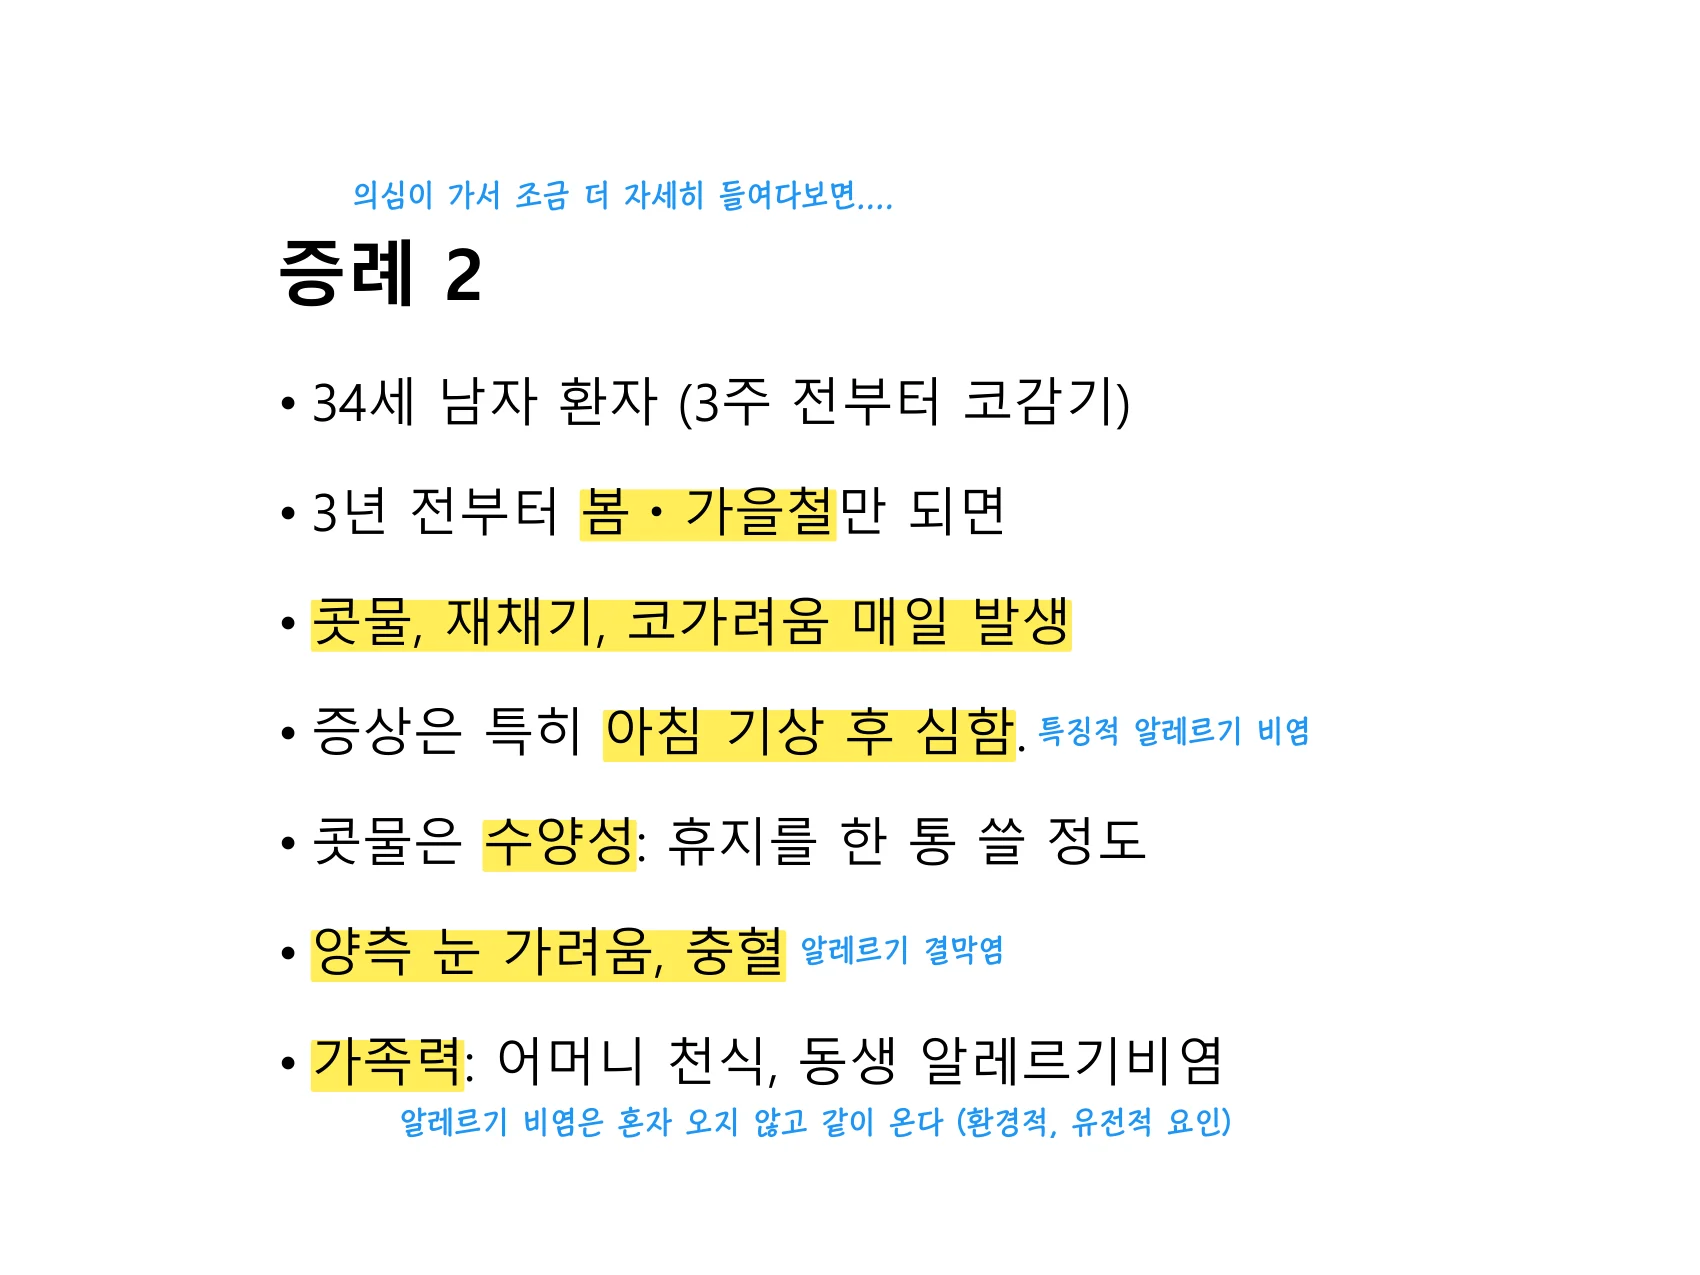 의심이 가서 조금 더 자세히 들여다보면....
증례 2
• 34세 남자 환자 (3주 전부터 코감기)
• 3년 전부터 봄・가을철만 되면
• 콧물, 재채기, 코가려움 매일 발생
• 증상은 특히 아침 기상 후 심함. 특징적 알레르기 비염
• 콧물은 수양성: 휴지를 한 통 쓸 정도
• 양측 눈 가려움, 충혈 알레르기 결막염
• 가족력: 어머니 천식, 동생 알레르기비염
알레르기 비염은 혼자 오지 않고 같이 온다 (환경적, 유전적 요인)